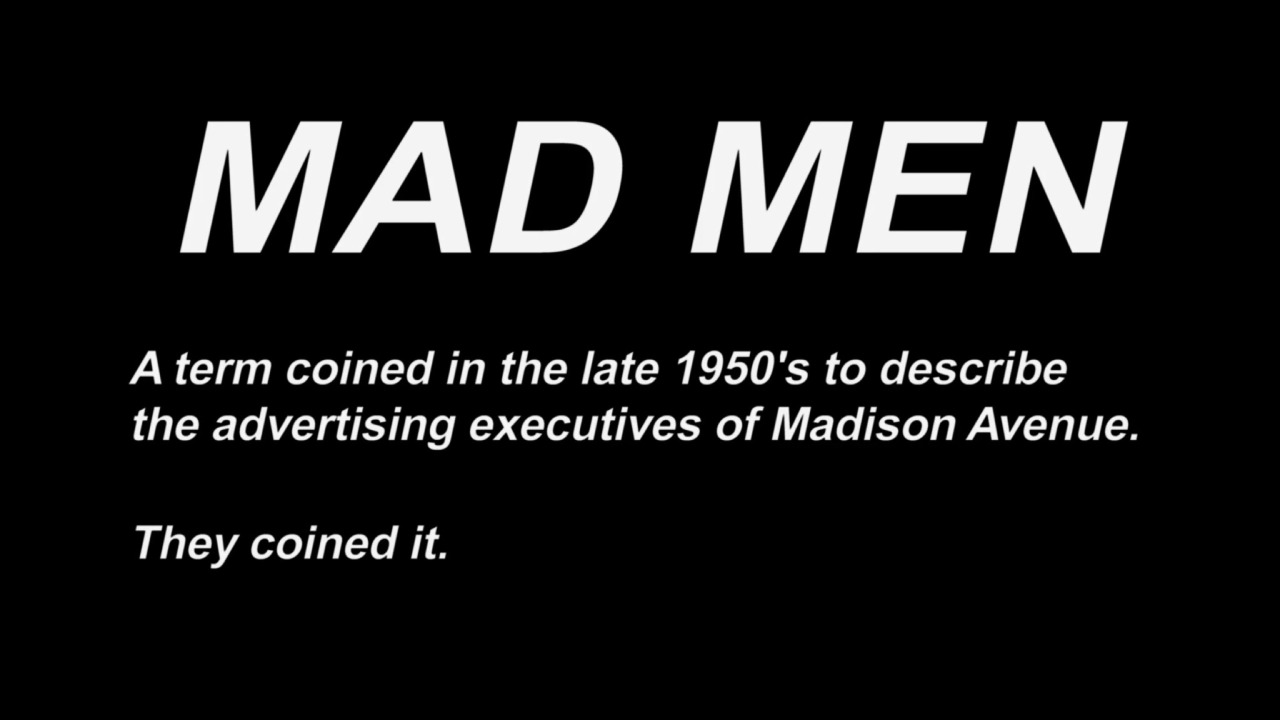 MAD MEN
A term coined in the late 1950's to describe
the advertising executives of Madison Avenue.
They coined it.